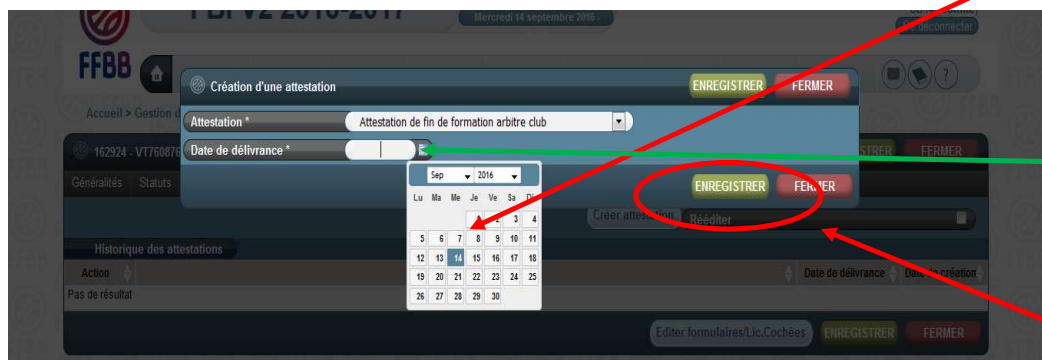 FBI V2 2016-2017
Mercredi 14 septembre 2016 -
Se déconnecter
FFBB
?
Création d'une attestation
ENREGISTRER FERMER
Accueil > Gestion d
Attestation * Attestation de fin de formation arbitre club
162924 - VT760876 Date de délivrance * STRER FERMER
Sep 2016
Généralités Statuts ENREGISTRER FERMER
Lu Ma Me Je Ve Sa Di
1 2 3 4
Créer attestation Rééditer
5 6 7 8 9 10 11
Historique des attestations
12 13 14 15 16 17 18
Action Date de délivrance Date de création
19 20 21 22 23 24 25
Pas de résultat
26 27 28 29 30
Editer formulaires/Lic.Cochées ENREGISTRER FERMER